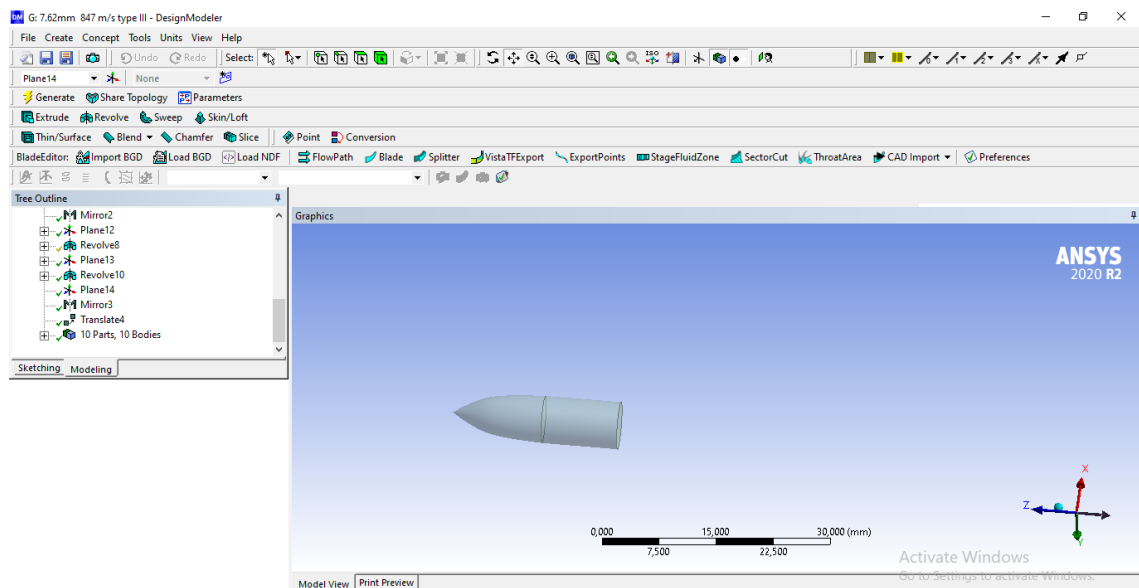 DM G: 7.62mm 847 m/s type III - DesignModeler
File Create Concept Tools Units View Help
Undo Redo Select: ISO
Plane14 None
Generate Share Topology Parameters
Extrude Revolve Sweep Skin/Loft
Thin/Surface Blend Chamfer Slice Point Conversion
BladeEditor: Import BGD Load BGD Load NDF FlowPath Blade Splitter VistaTFExport ExportPoints StageFluidZone SectorCut ThroatArea CAD Import Preferences
Tree Outline
Mirror2
Plane12
Revolve8
Plane13
Revolve10
Plane14
Mirror3
Translate4
10 Parts, 10 Bodies
Sketching Modeling
Graphics
ANSYS
2020 R2
X
Z
Y
0,000 15,000 30,000 (mm)
7,500 22,500
Activate Windows
Go to Settings to activate Windows.
Model View Print Preview